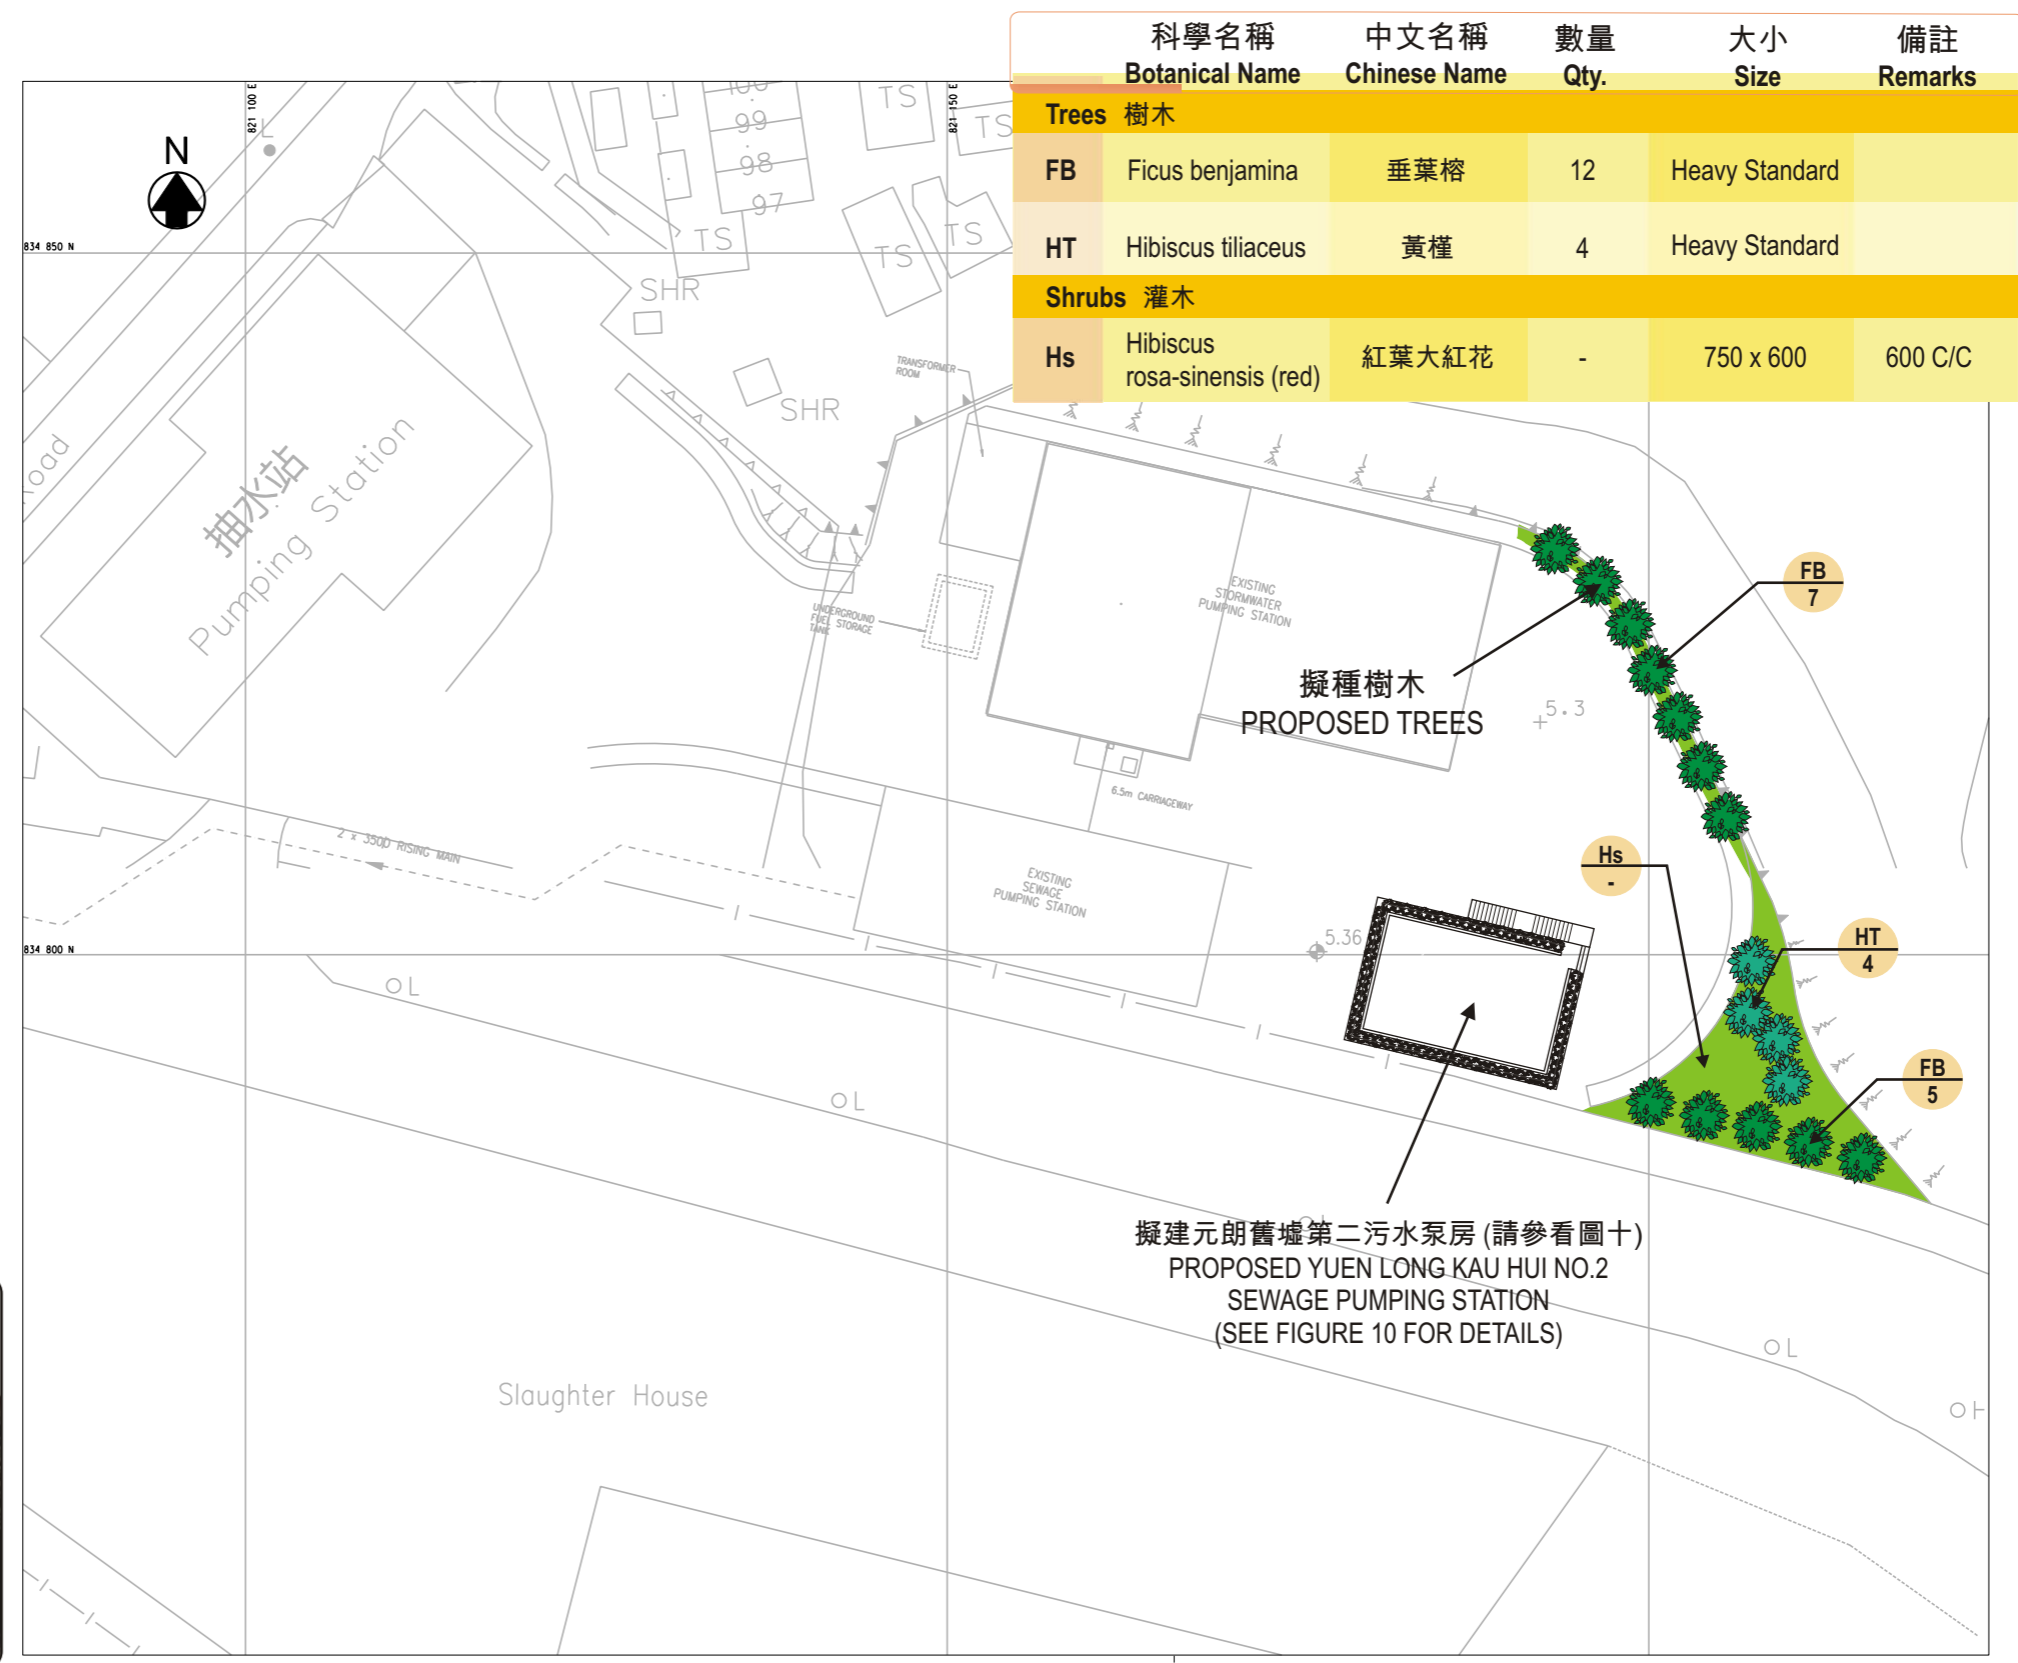 科學名稱 中文名稱 數量 大小 備註
Botanical Name Chinese Name Qty. Size Remarks
Trees 樹木
FB Ficus benjamina 垂葉榕 12 Heavy Standard
HT Hibiscus tiliaceus 黃槿 4 Heavy Standard
Shrubs 灌木
Hs Hibiscus rosa-sinensis (red) 紅葉大紅花 - 750 x 600 600 C/C
821 100 E
821 150 E
N
L
834 850 N
100
99
98
97
TS
TS
TS
TS
TS
SHR
SHR
TRANSFORMER
ROOM
Road
抽水站
Pumping Station
UNDERGROUND
FUEL STORAGE
TANK
EXISTING
STORMWATER
PUMPING STATION
FB
7
擬種樹木
PROPOSED TREES
5.3
6.5m CARRIAGEWAY
2 x 350D RISING MAIN
EXISTING
SEWAGE
PUMPING STATION
Hs
-
5.36
HT
4
834 800 N
L
L
FB
5
擬建元朗舊墟第二污水泵房 (請參看圖十)
PROPOSED YUEN LONG KAU HUI NO.2
SEWAGE PUMPING STATION
(SEE FIGURE 10 FOR DETAILS)
L
Slaughter House